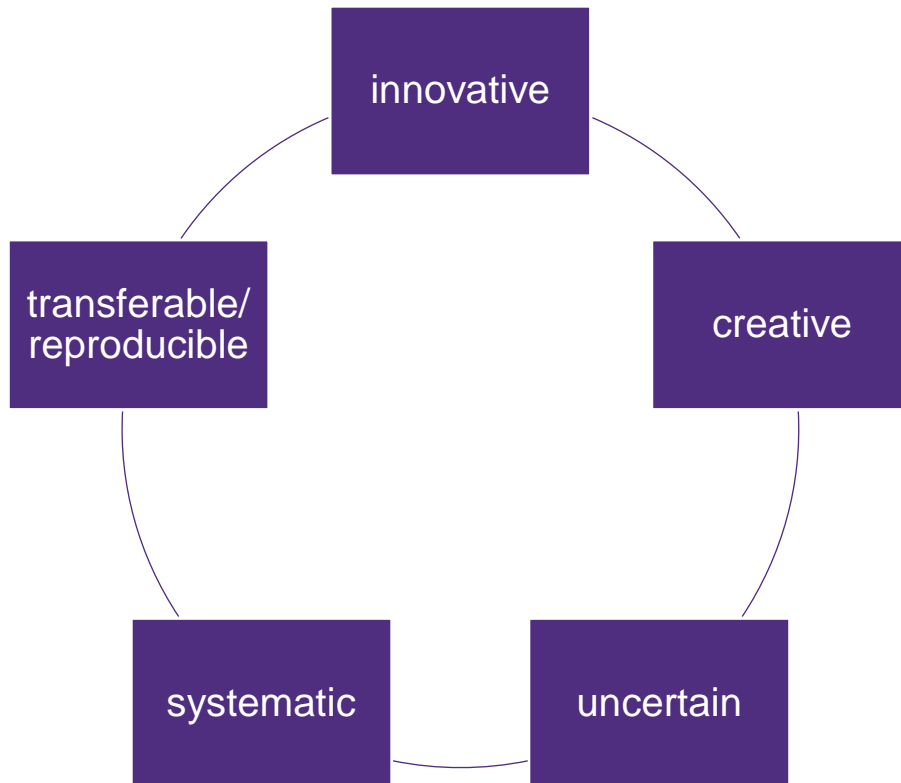 innovative
creative
uncertain
systematic
transferable/
reproducible